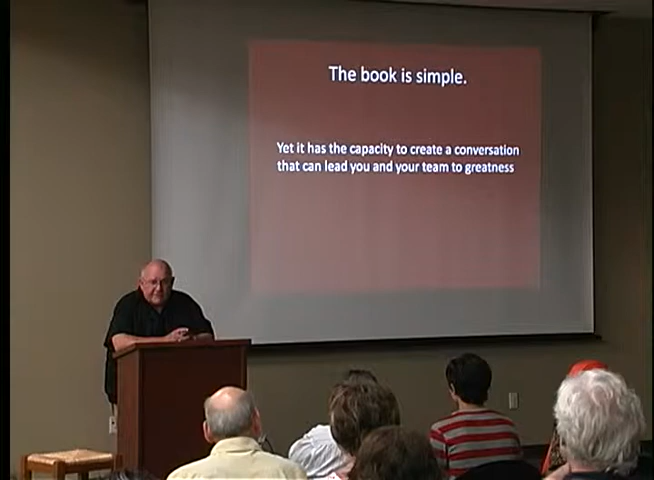 The book is simple.
Yet it has the capacity to create a conversation
that can lead you and your team to greatness